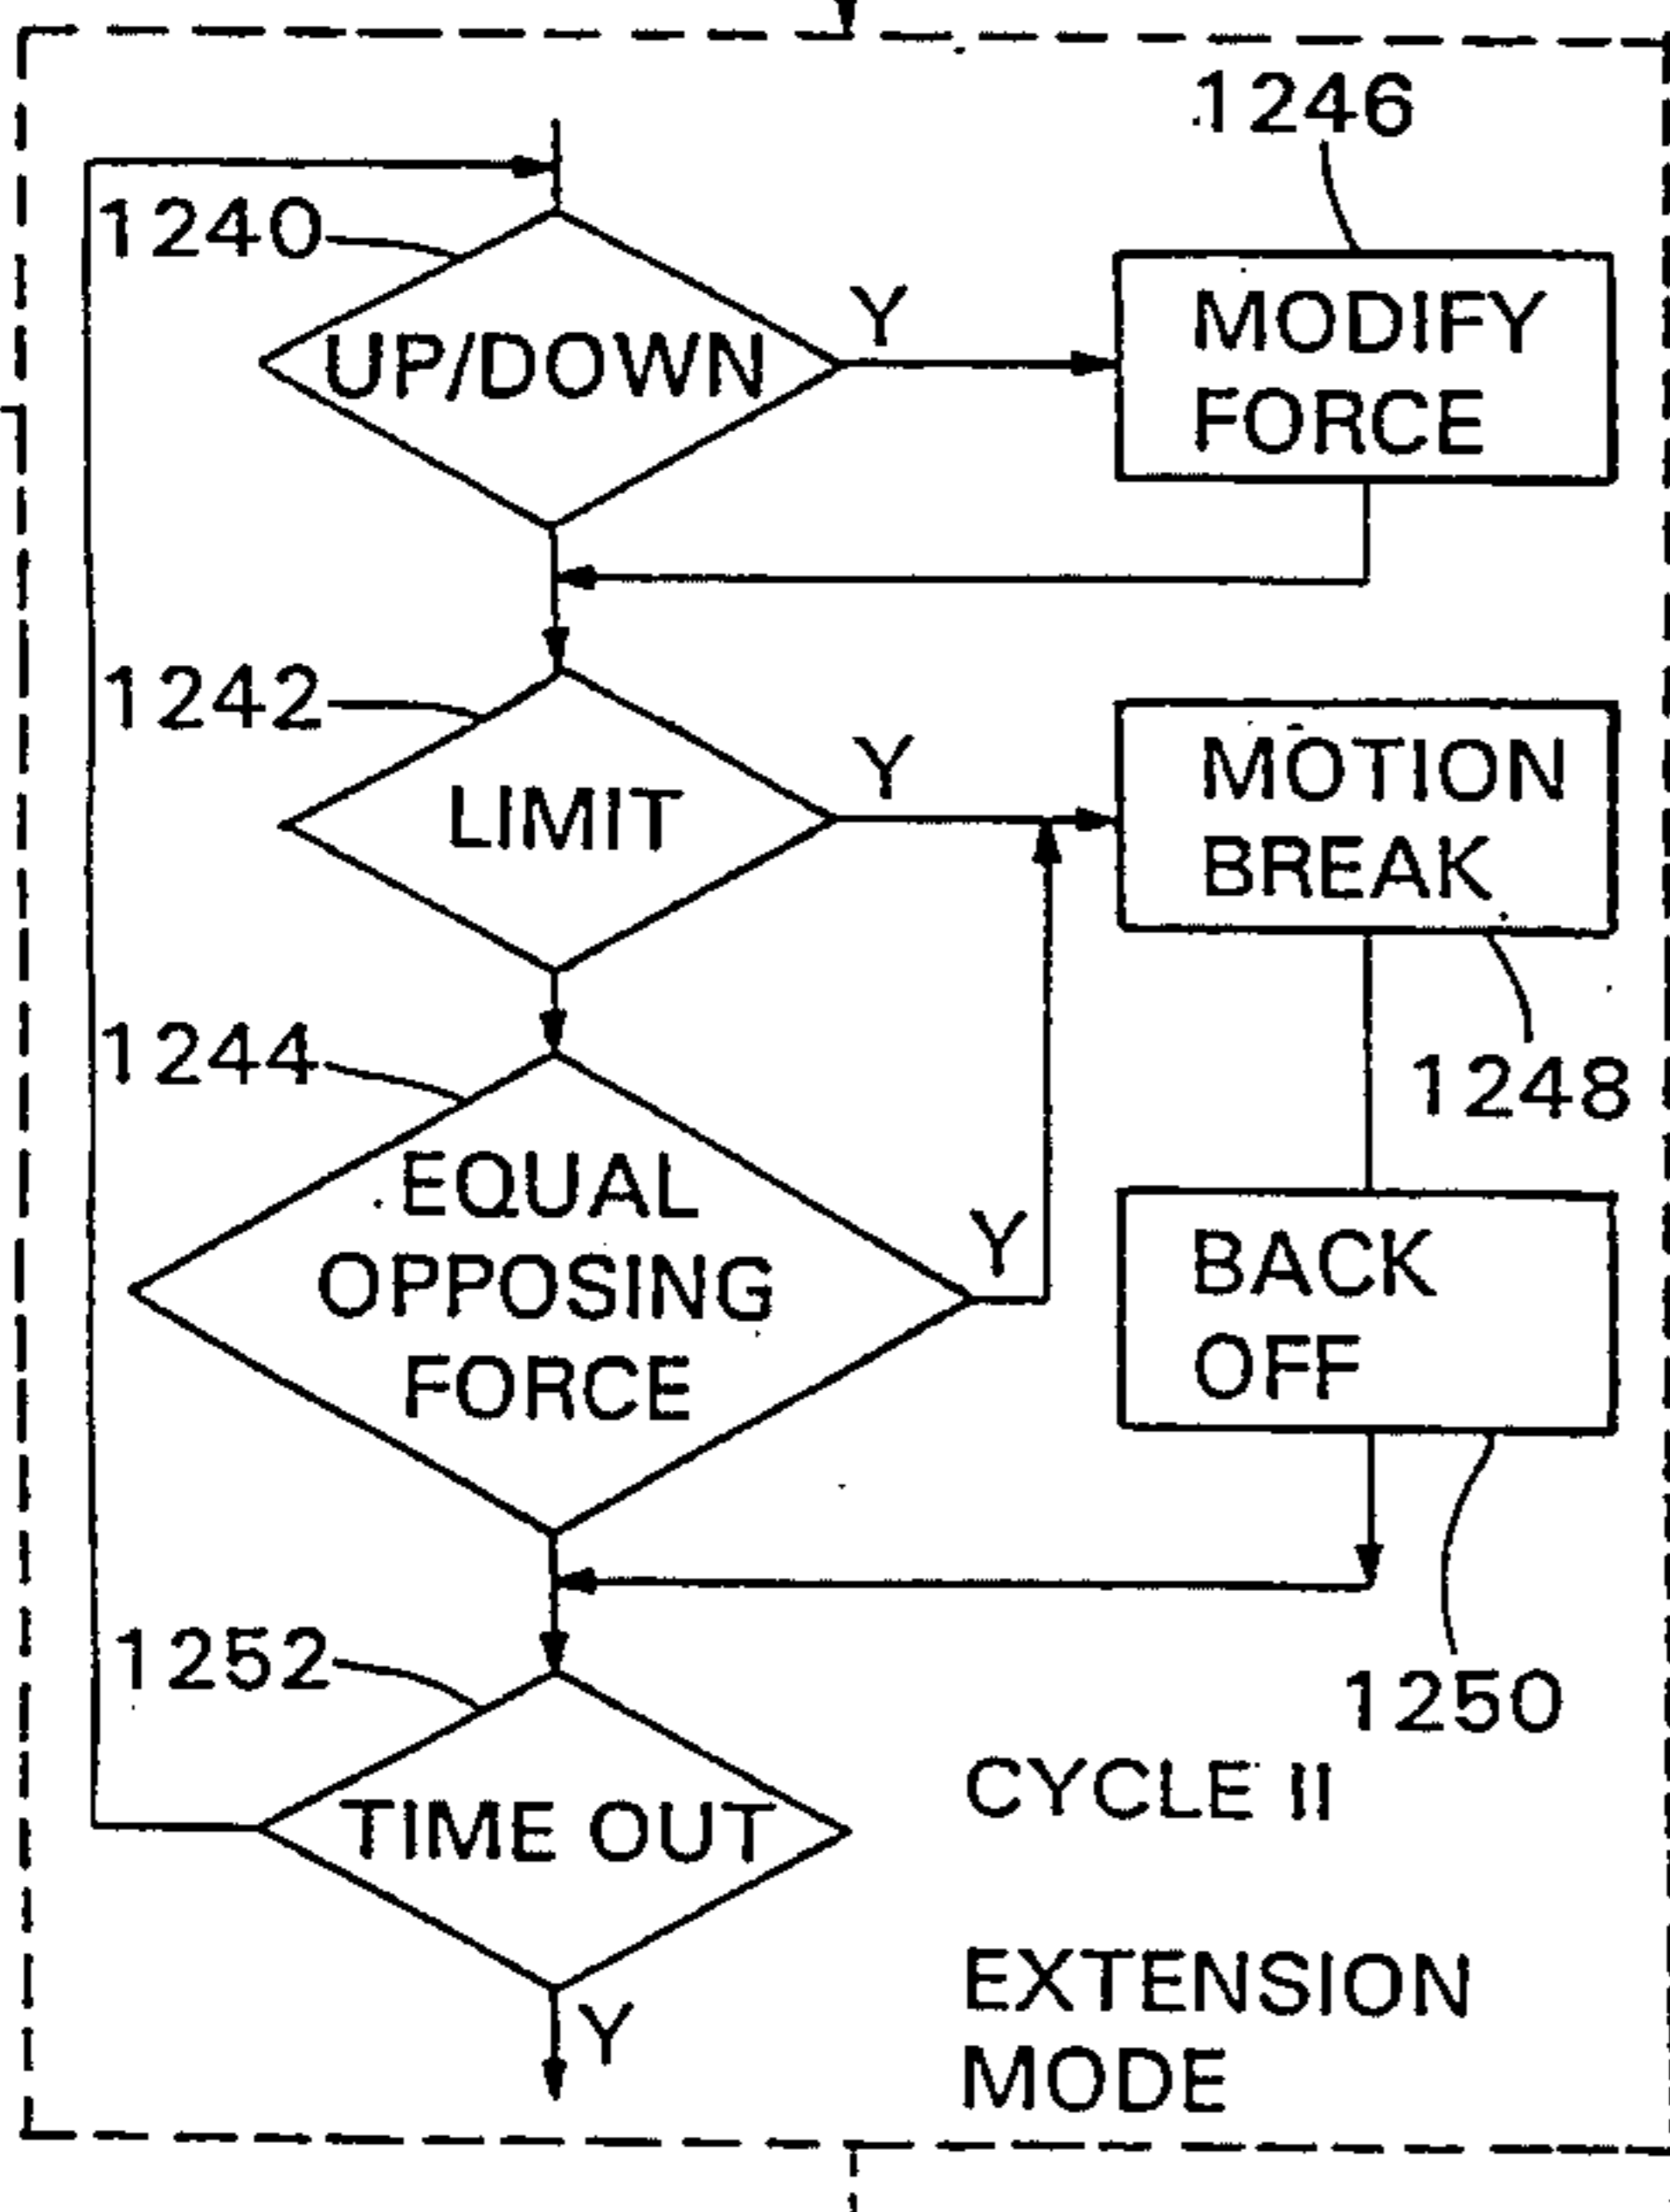 1246
1240
Y
UP/DOWN
MODIFY
FORCE
1242
Y
LIMIT
MOTION
BREAK
1244
1248
EQUAL
OPPOSING
FORCE
Y
BACK
OFF
1252
1250
TIME OUT
CYCLE II
Y
EXTENSION
MODE